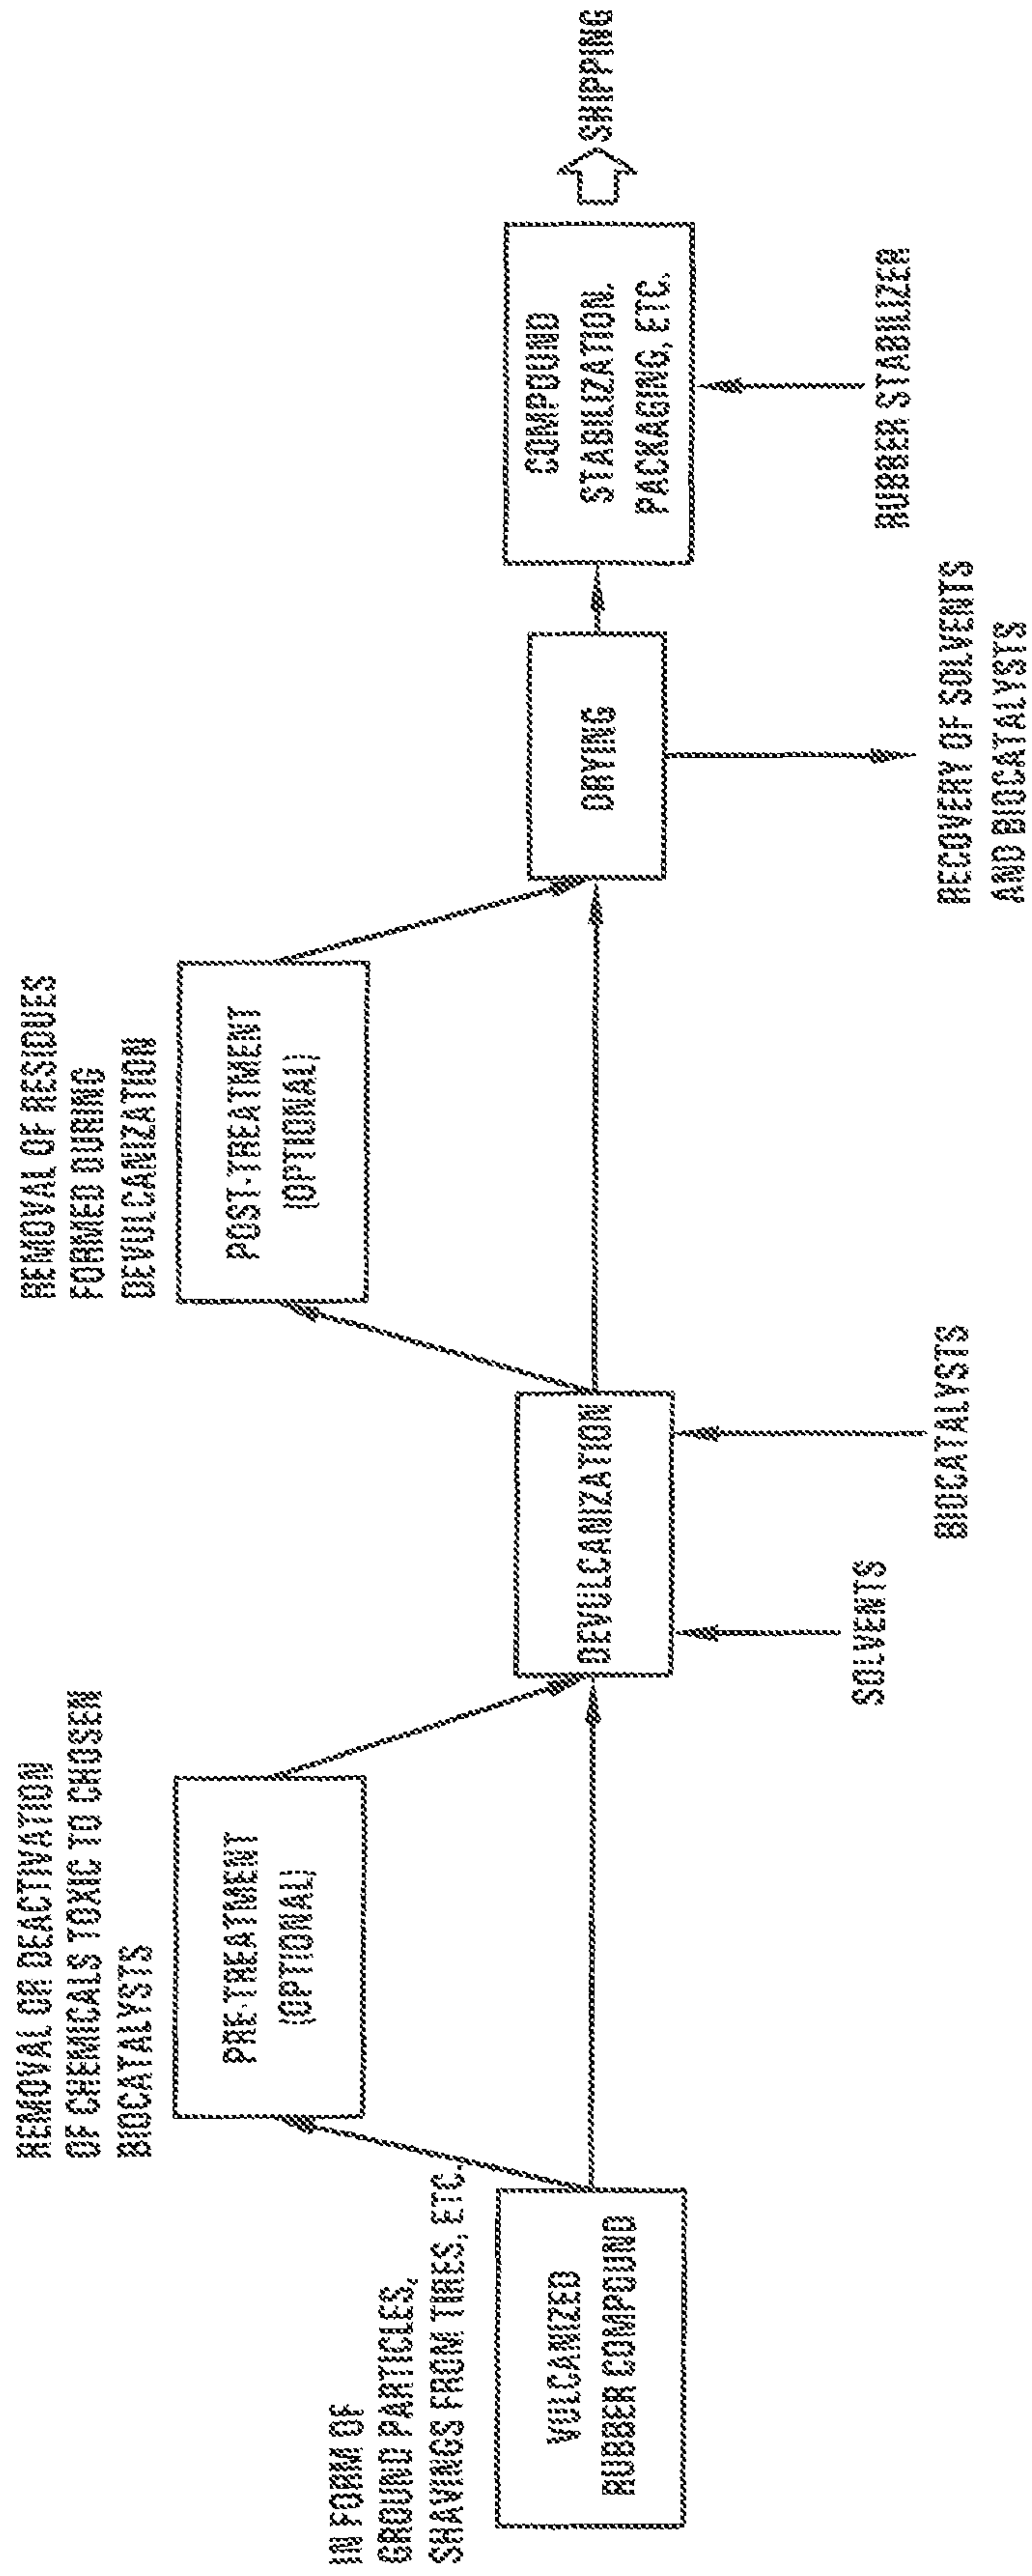 IN FORM OF
GROUND PARTICLES,
SHAVINGS FROM TIRES, ETC.
VULCANIZED
RUBBER COMPOUND
REMOVAL OR DEACTIVATION
OF CHEMICALS TOXIC TO CHOSEN
BIOCATALYSTS
PRE-TREATMENT
(OPTIONAL)
DEVULCANIZATION
SOLVENTS
BIOCATALYSTS
REMOVAL OF RESIDUES
FORMED DURING
DEVULCANIZATION
POST-TREATMENT
(OPTIONAL)
DRYING
RECOVERY OF SOLVENTS
AND BIOCATALYSTS
COMPOUND
STABILIZATION.
PACKAGING, ETC.
RUBBER STABILIZER
SHIPPING